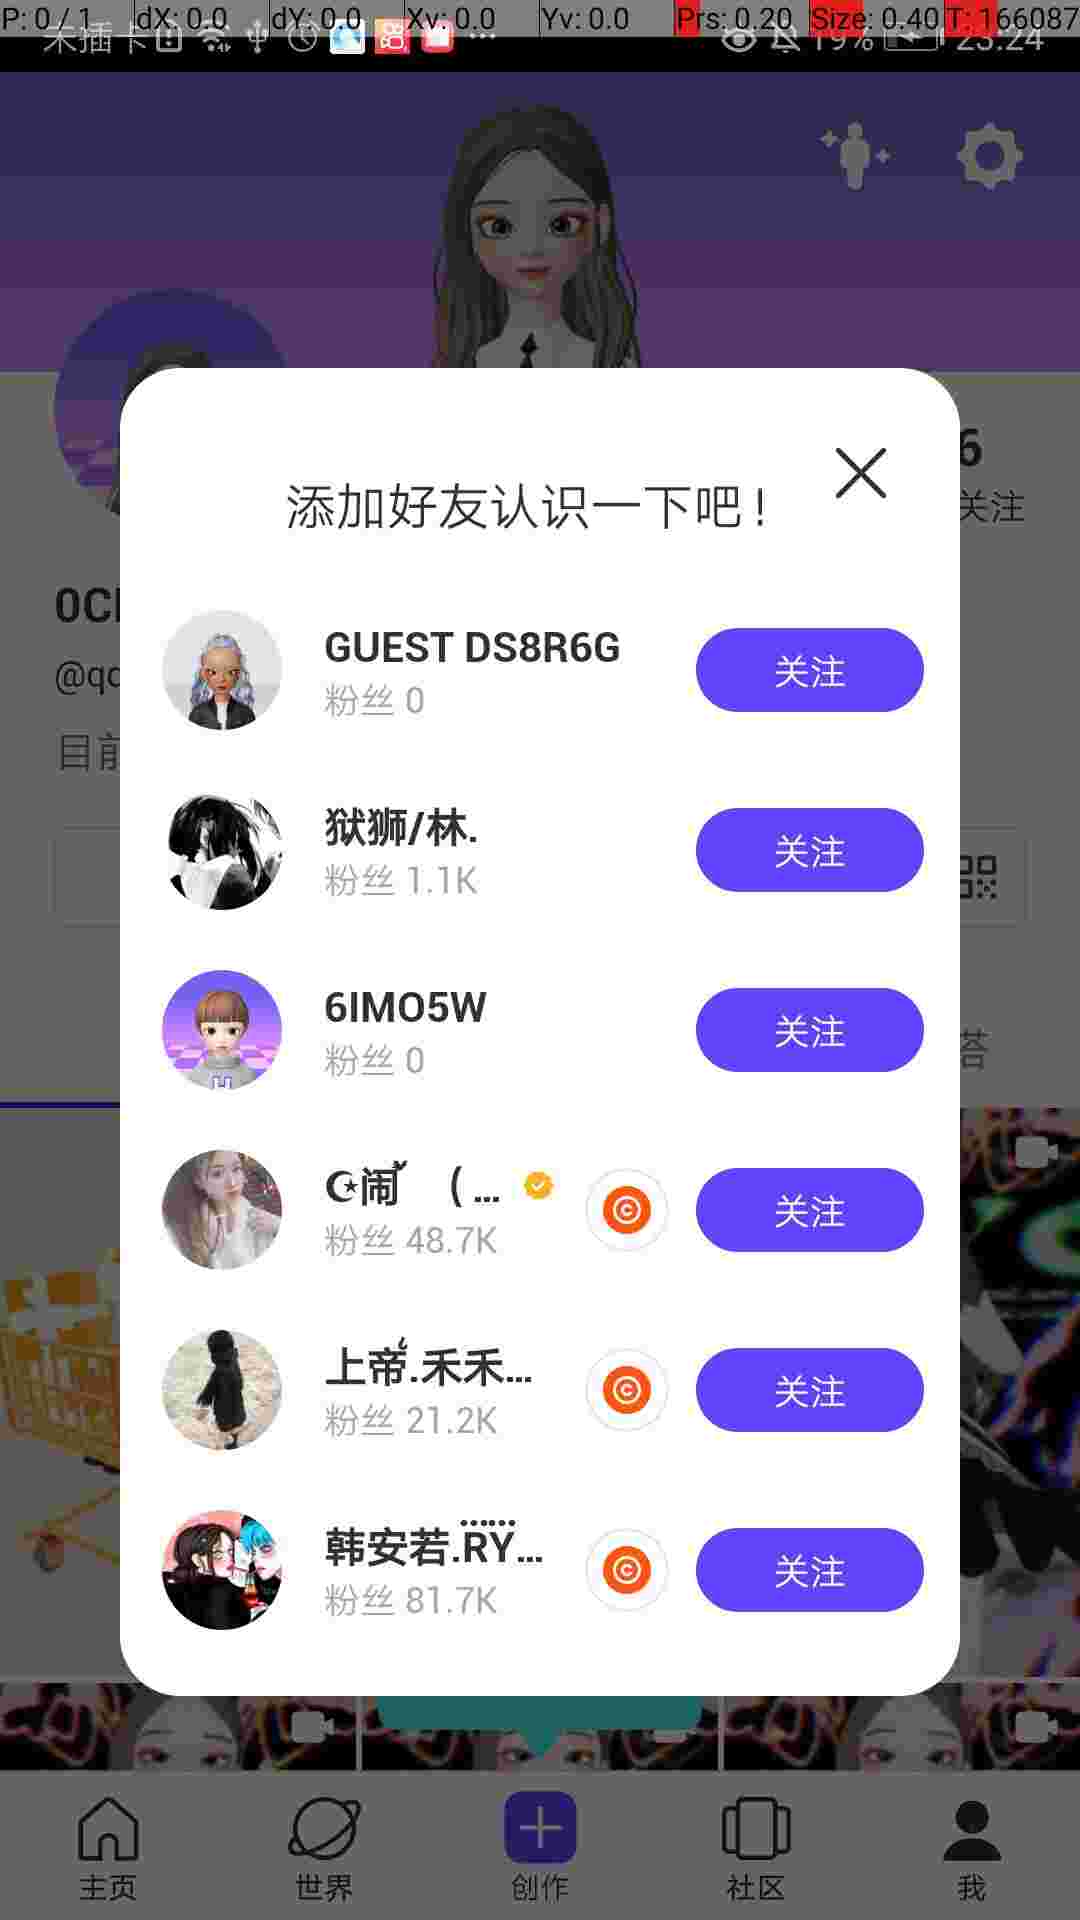 P: 0 / 1 dX: 0.0 dY: 0.0 Xv: 0.0 Yv: 0.0 Prs: 0.20 Size: 0.40 T: 166087
未插卡 19% 23:24
6
关注
添加好友认识一下吧!
0C
@qc
目前
GUEST DS8R6G
粉丝 0
关注
狱狮/林.
粉丝 1.1K
关注
6IMO5W
粉丝 0
关注
答
☪闹 ( ...
粉丝 48.7K
关注
上帝.禾禾...
粉丝 21.2K
关注
韩安若.RY...
粉丝 81.7K
关注
主页
世界
创作
社区
我